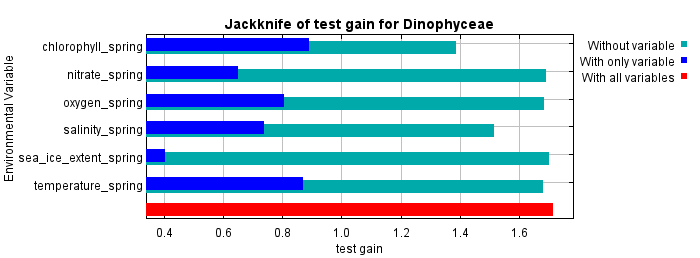 Jackknife of test gain for Dinophyceae
Environmental Variable
chlorophyll_spring
nitrate_spring
oxygen_spring
salinity_spring
sea_ice_extent_spring
temperature_spring
0.4 0.6 0.8 1.0 1.2 1.4 1.6
test gain
Without variable
With only variable
With all variables